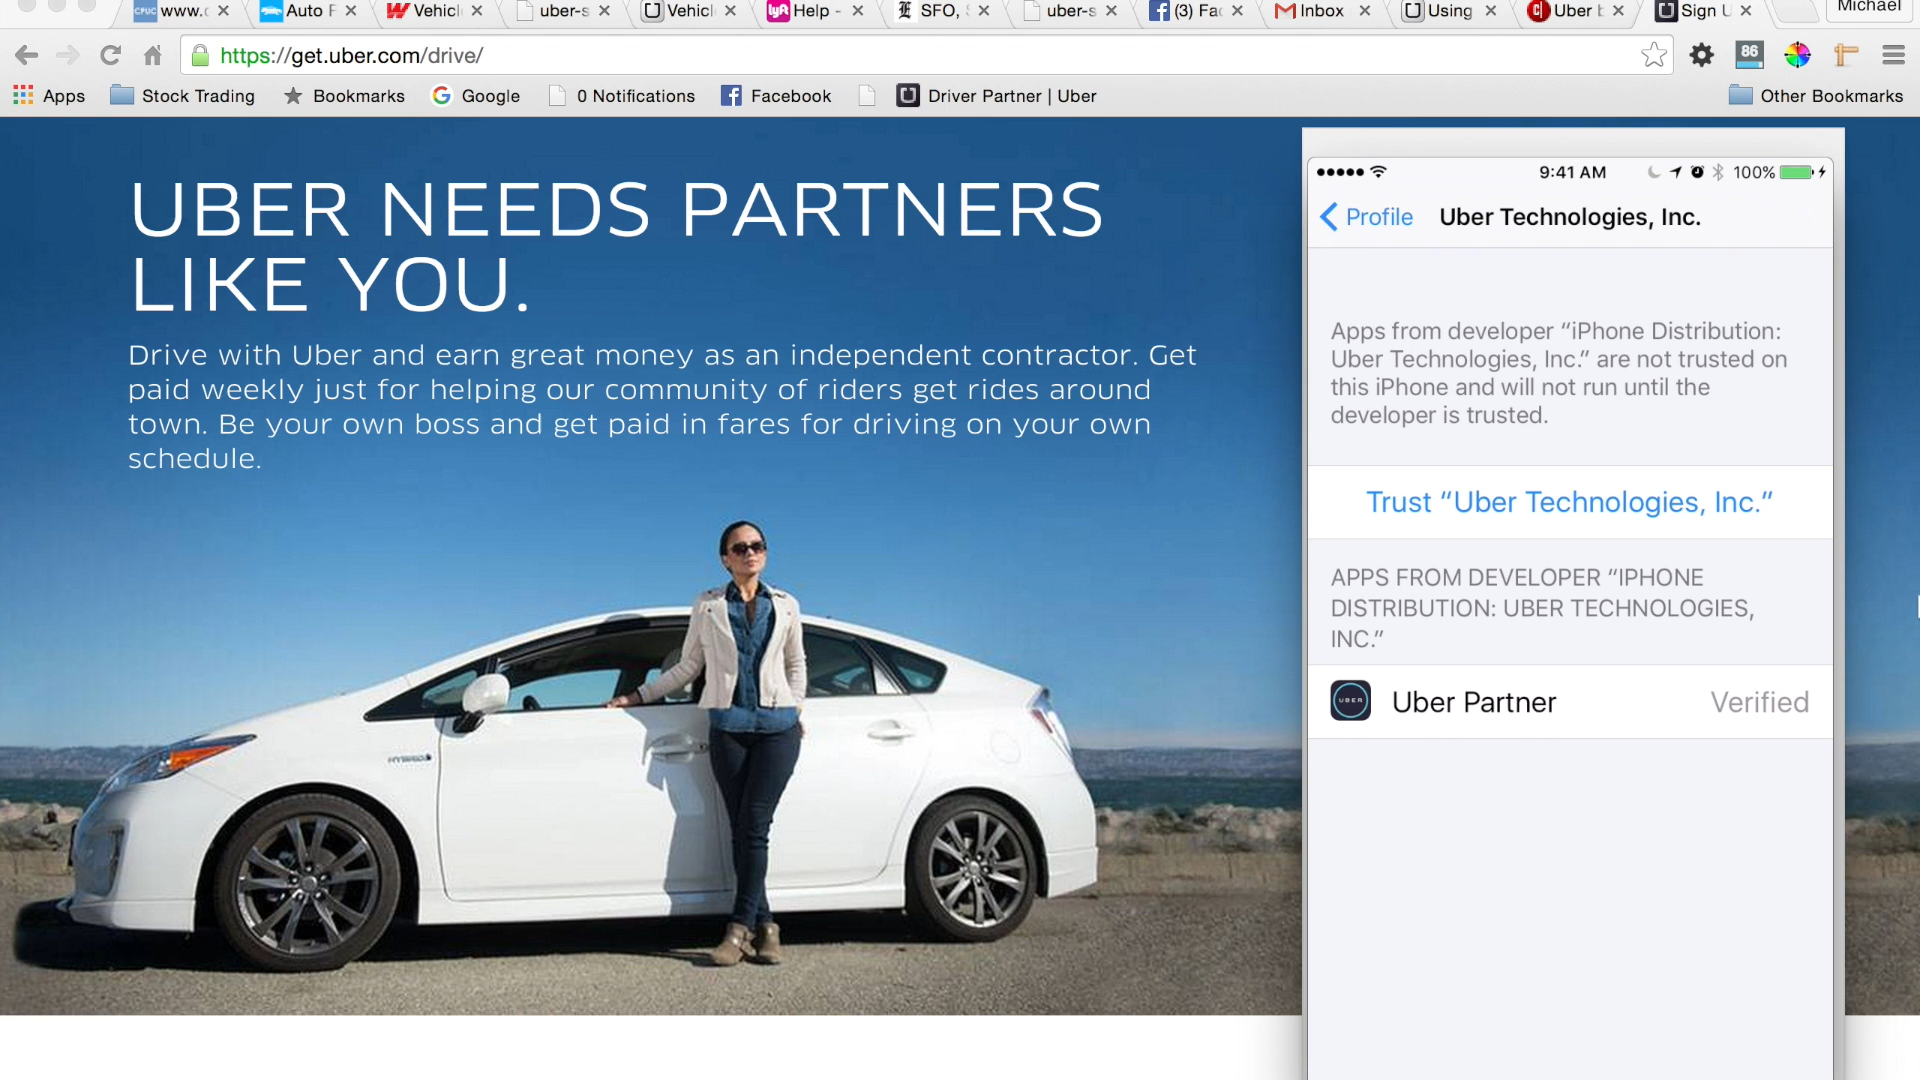 www.c
Auto F
Vehicl
uber-s
Vehicl
Help -
SFO,
uber-s
(3) Fac
Inbox
Using
Uber b
Sign U
Michael
https://get.uber.com/drive/
86
Apps
Stock Trading
Bookmarks
Google
0 Notifications
Facebook
Driver Partner | Uber
Other Bookmarks
UBER NEEDS PARTNERS
LIKE YOU.
Drive with Uber and earn great money as an independent contractor. Get
paid weekly just for helping our community of riders get rides around
town. Be your own boss and get paid in fares for driving on your own
schedule.
HYBRID
9:41 AM
100%
Profile
Uber Technologies, Inc.
Apps from developer “iPhone Distribution:
Uber Technologies, Inc.” are not trusted on
this iPhone and will not run until the
developer is trusted.
Trust “Uber Technologies, Inc.”
APPS FROM DEVELOPER “IPHONE
DISTRIBUTION: UBER TECHNOLOGIES,
INC.”
UBER
Uber Partner
Verified